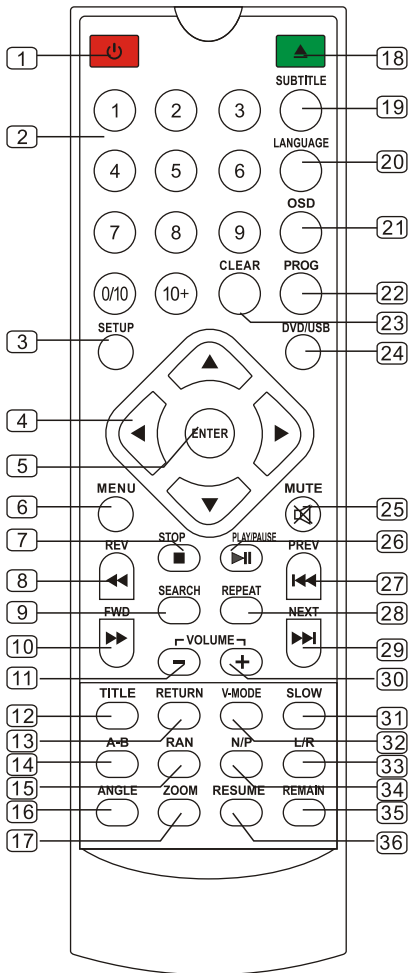 1
18
SUBTITLE
1 2 3
19
2
LANGUAGE
4 5 6
20
OSD
7 8 9
21
CLEAR PROG
0/10 10+
22
SETUP
23
DVD/USB
3
24
4
ENTER
5
MENU MUTE
6
25
7
STOP PLAY/PAUSE
26
REV PREV
8
27
SEARCH REPEAT
9
28
FWD NEXT
10
VOLUME
29
11
- +
30
TITLE RETURN V-MODE SLOW
12
31
13
32
A-B RAN N/P L/R
14
33
15
34
ANGLE ZOOM RESUME REMAIN
16
35
17
36